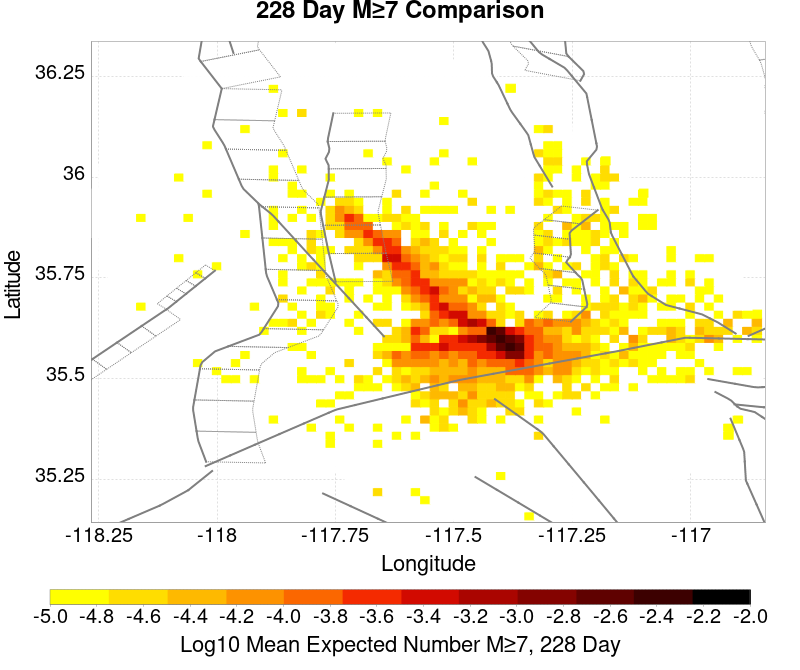 228 Day M≥7 Comparison
36.25
36
35.75
35.5
35.25
Latitude
-118.25 -118 -117.75 -117.5 -117.25 -117
Longitude
-5.0 -4.8 -4.6 -4.4 -4.2 -4.0 -3.8 -3.6 -3.4 -3.2 -3.0 -2.8 -2.6 -2.4 -2.2 -2.0
Log10 Mean Expected Number M≥7, 228 Day